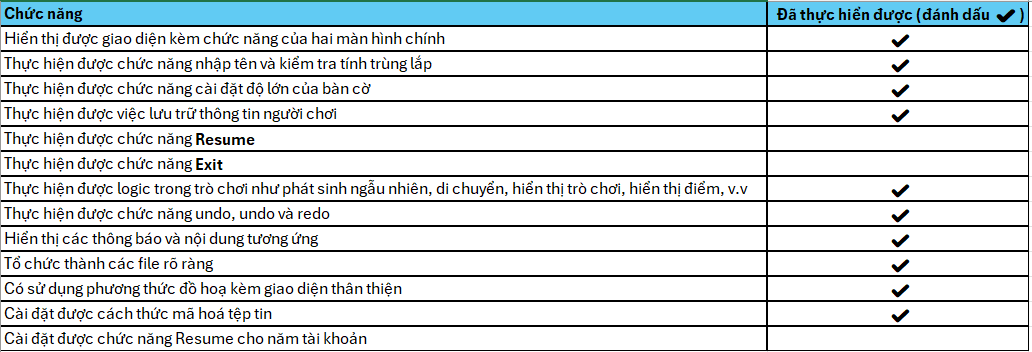 Chức năng Đã thực hiển được (đánh dấu ✔ )
Hiển thị được giao diện kèm chức năng của hai màn hình chính ✔
Thực hiện được chức năng nhập tên và kiểm tra tính trùng lắp ✔
Thực hiện được chức năng cài đặt độ lớn của bàn cờ ✔
Thực hiện được việc lưu trữ thông tin người chơi ✔
Thực hiện được chức năng Resume
Thực hiện được chức năng Exit
Thực hiện được logic trong trò chơi như phát sinh ngẫu nhiên, di chuyển, hiển thị trò chơi, hiển thị điểm, v.v ✔
Thực hiện được chức năng undo, undo và redo ✔
Hiển thị các thông báo và nội dung tương ứng ✔
Tổ chức thành các file rõ ràng ✔
Có sử dụng phương thức đồ hoạ kèm giao diện thân thiện ✔
Cài đặt được cách thức mã hoá tệp tin ✔
Cài đặt được chức năng Resume cho năm tài khoản